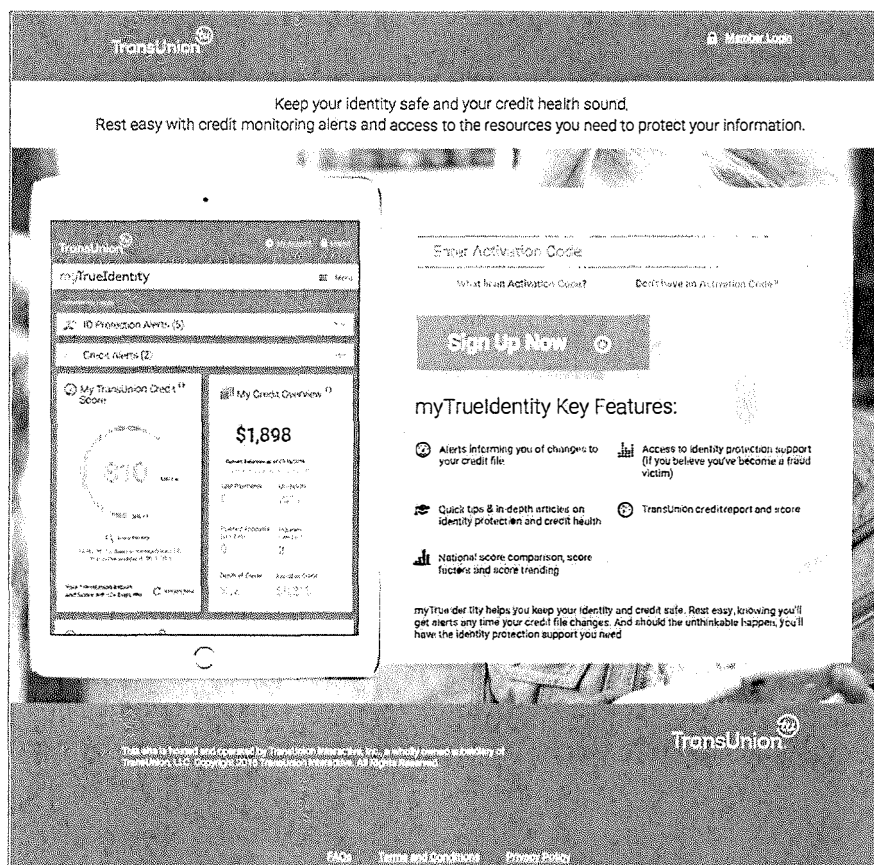 TransUnion
Member Login
Keep your identity safe and your credit health sound.
Rest easy with credit monitoring alerts and access to the resources you need to protect your information.
TransUnion
myTrueIdentity
Menu
ID Protection Alerts (5)
Credit Alerts (2)
My TransUnion Credit Score
810
My Credit Overview
$1,898
Enter Activation Code
What is an Activation Code?
Don't have an Activation Code?
Sign Up Now
myTrueIdentity Key Features:
Alerts informing you of changes to
your credit file
Access to identity protection support
(if you believe you've become a fraud
victim)
Quick tips & in-depth articles on
identity protection and credit health
TransUnion credit report and score
National score comparison, score
factors and score trending
helps you keep your identity and credit safe. Rest easy, knowing you'll
get alerts any time your credit file changes. And should the unthinkable happen, you'll
have the identity protection support you need
This site is hosted and operated by TransUnion Interactive, Inc., a wholly owned subsidiary of
TransUnion, LLC. Copyright 2016 TransUnion Interactive. All Rights Reserved.
TransUnion
FAQs
Terms and Conditions
Privacy Policy